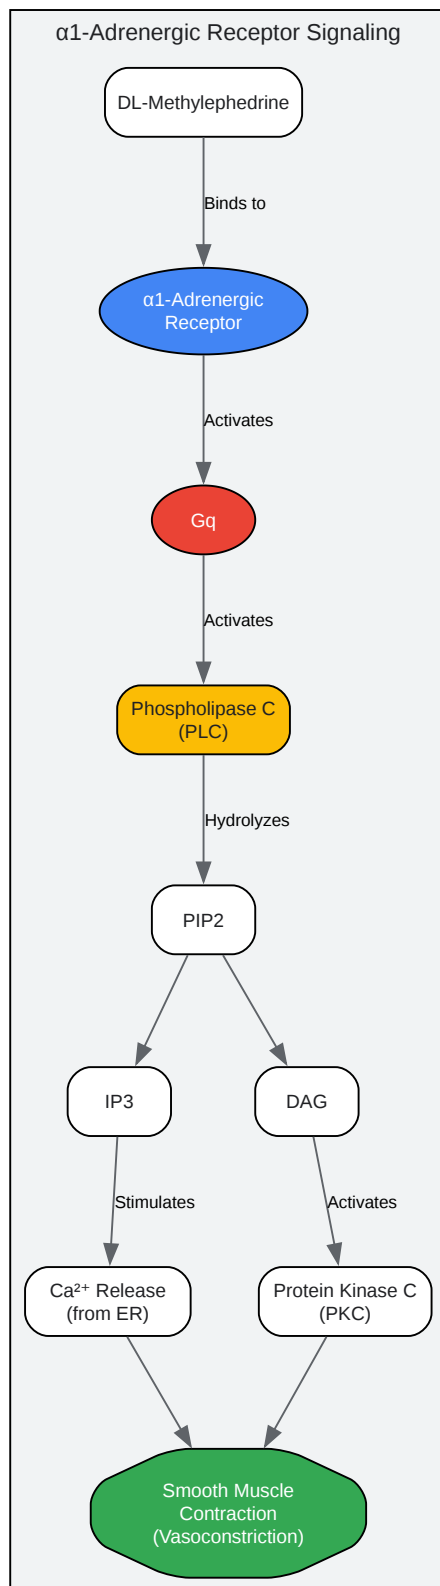 α1-Adrenergic Receptor Signaling
DL-Methylephedrine
Binds to
α1-Adrenergic
Receptor
Activates
Gq
Activates
Phospholipase C
(PLC)
Hydrolyzes
PIP2
IP3
DAG
Stimulates
Activates
Ca²⁺ Release
(from ER)
Protein Kinase C
(PKC)
Smooth Muscle
Contraction
(Vasoconstriction)